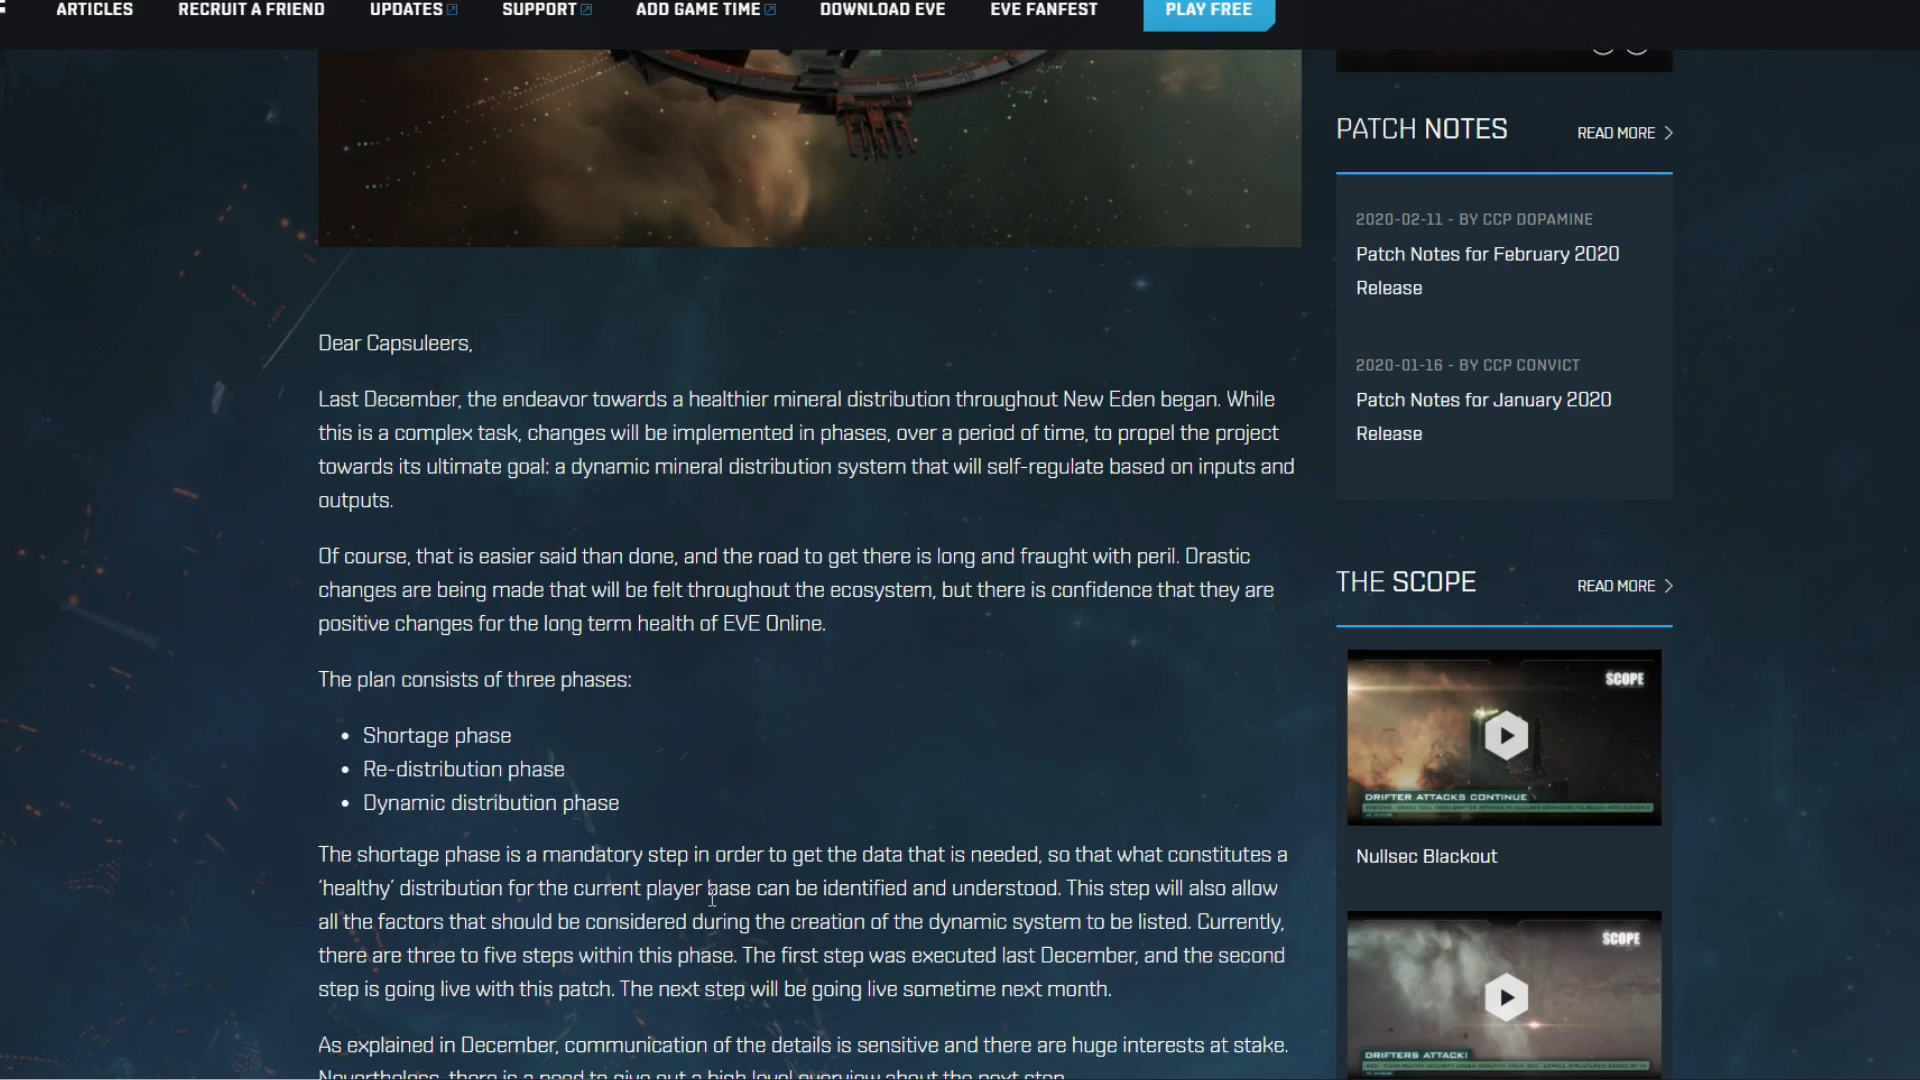 ARTICLES RECRUIT A FRIEND UPDATES SUPPORT ADD GAME TIME DOWNLOAD EVE EVE FANFEST PLAY FREE
Dear Capsuleers,
Last December, the endeavor towards a healthier mineral distribution throughout New Eden began. While
this is a complex task, changes will be implemented in phases, over a period of time, to propel the project
towards its ultimate goal: a dynamic mineral distribution system that will self-regulate based on inputs and
outputs.
Of course, that is easier said than done, and the road to get there is long and fraught with peril. Drastic
changes are being made that will be felt throughout the ecosystem, but there is confidence that they are
positive changes for the long term health of EVE Online.
The plan consists of three phases:
• Shortage phase
• Re-distribution phase
• Dynamic distribution phase
The shortage phase is a mandatory step in order to get the data that is needed, so that what constitutes a
‘healthy’ distribution for the current player base can be identified and understood. This step will also allow
all the factors that should be considered during the creation of the dynamic system to be listed. Currently,
there are three to five steps within this phase. The first step was executed last December, and the second
step is going live with this patch. The next step will be going live sometime next month.
As explained in December, communication of the details is sensitive and there are huge interests at stake.
Nevertheless, there is a need to give out a high level overview about the next step
PATCH NOTES READ MORE
2020-02-11 - BY CCP DOPAMINE
Patch Notes for February 2020
Release
2020-01-16 - BY CCP CONVICT
Patch Notes for January 2020
Release
THE SCOPE READ MORE
SCOPE
DRIFTER ATTACKS CONTINUE
Nullsec Blackout
SCOPE
DRIFTERS ATTACK!